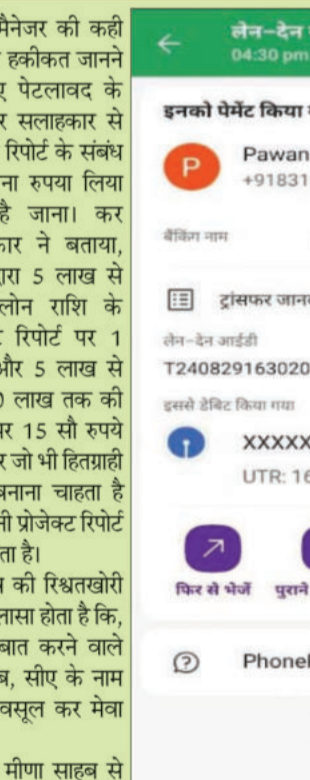 मैनेजर की कही
हकीकत जानने
पेटलावद के
सलाहकार से
रिपोर्ट के संबंध
रुपया लिया
है जाना। कर
ने बताया,
5 लाख से
लोन राशि के
रिपोर्ट पर 1
और 5 लाख से
लाख तक की
पर 15 सौ रुपये
जो भी हितग्राही
बनाना चाहता है
प्रोजेक्ट रिपोर्ट
है।
की रिश्वतखोरी
होता है कि,
बात करने वाले
सीए के नाम
वसूल कर मेवा
मीणा साहब से
लेन-देन
04:30 pm
इनको पेमेंट किया
P
Pawan
+91831
बैंकिंग नाम
ट्रांसफर
लेन-देन आईडी
T240829163020
इससे डेबिट किया गया
XXXXX
UTR: 16
फिर से भेजें
पुराने